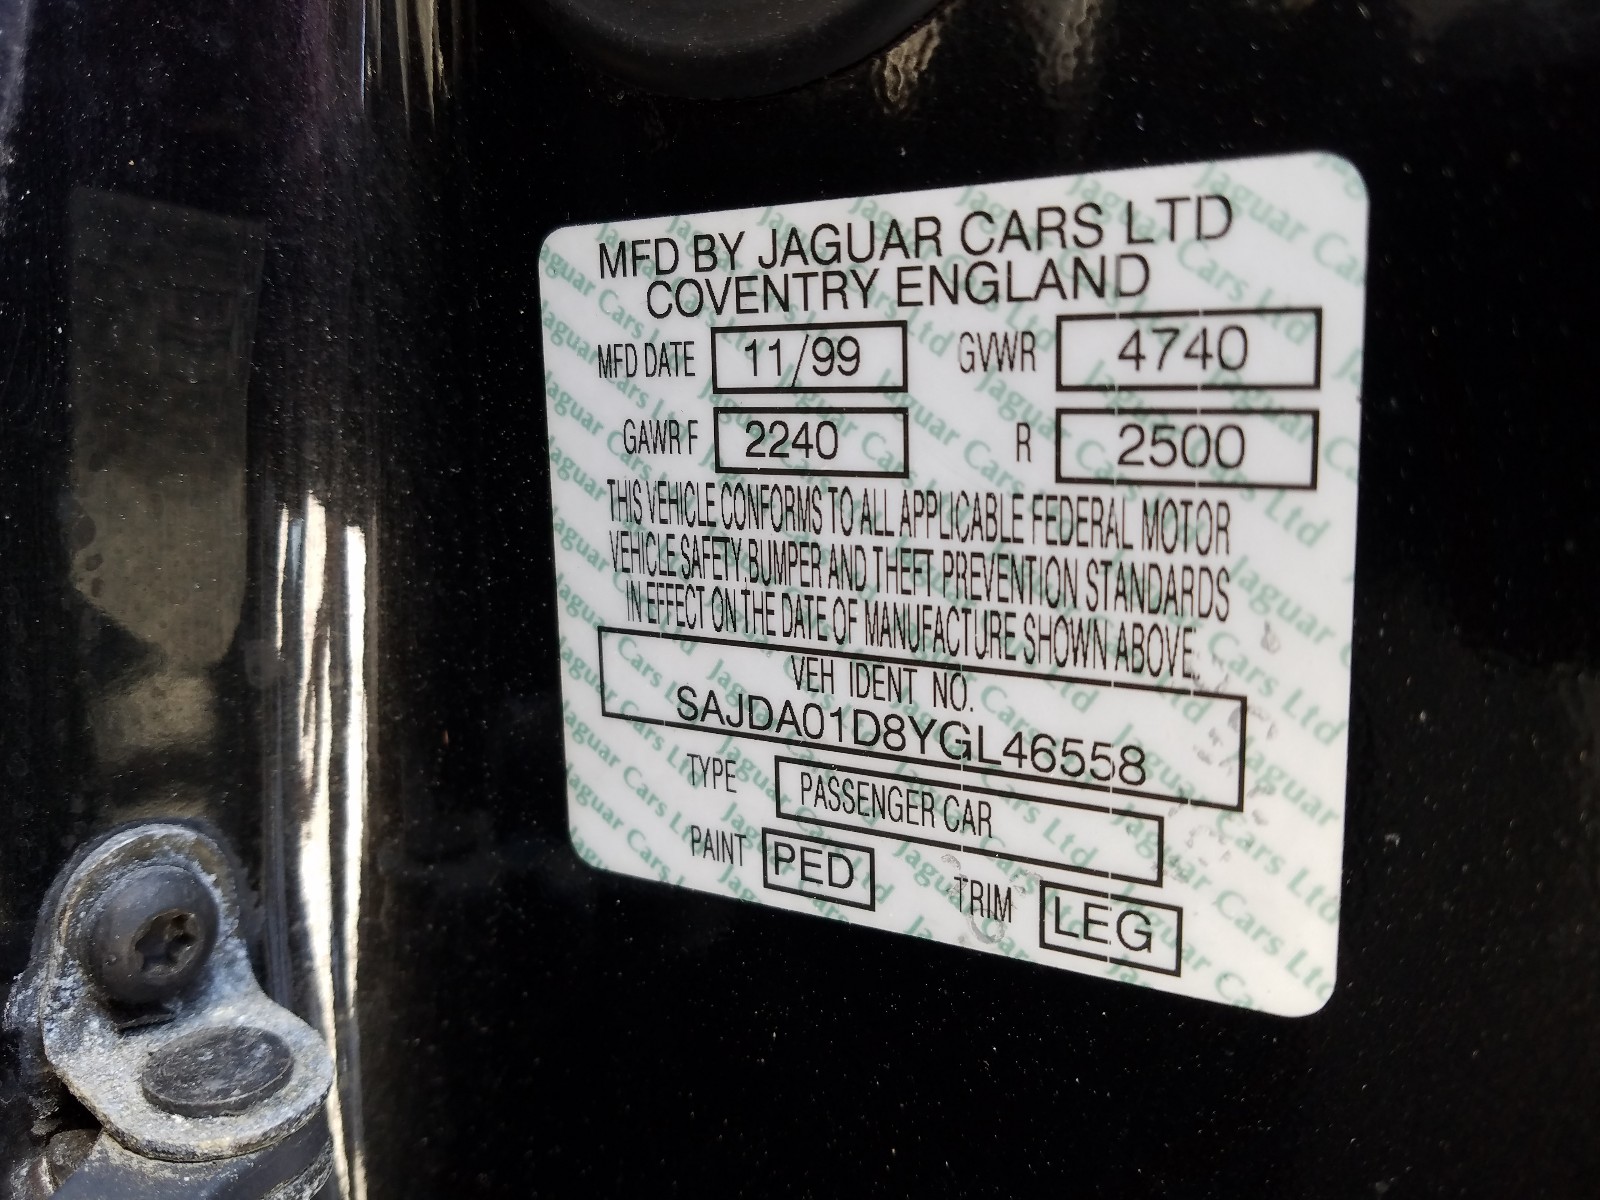 MFD BY JAGUAR CARS LTD
COVENTRY ENGLAND
MFD DATE 11/99 GVWR 4740
GAWR F 2240 R 2500
THIS VEHICLE CONFORMS TO ALL APPLICABLE FEDERAL MOTOR
VEHICLE SAFETY, BUMPER AND THEFT PREVENTION STANDARDS
IN EFFECT ON THE DATE OF MANUFACTURE SHOWN ABOVE.
VEH IDENT NO.
SAJDA01D8YGL46558
TYPE PASSENGER CAR
PAINT PED TRIM LEG